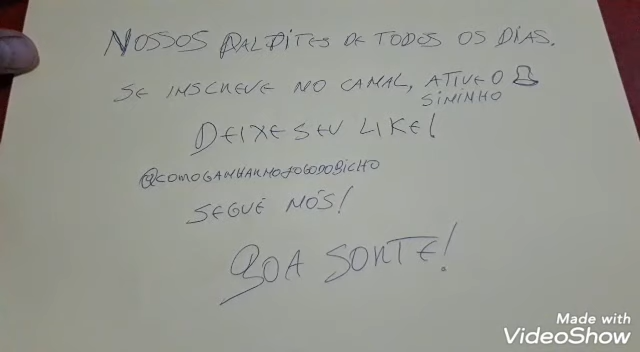 NOSSOS PALPITES DE TODOS OS DIAS.
SE INSCREVE NO CANAL, ATIVE O
SININHO
DEIXE SEU LIKE!
@COMOGANHARNOJOGODOBICHO
SEGUE NÓS!
BOA SORTE!
Made with
VideoShow